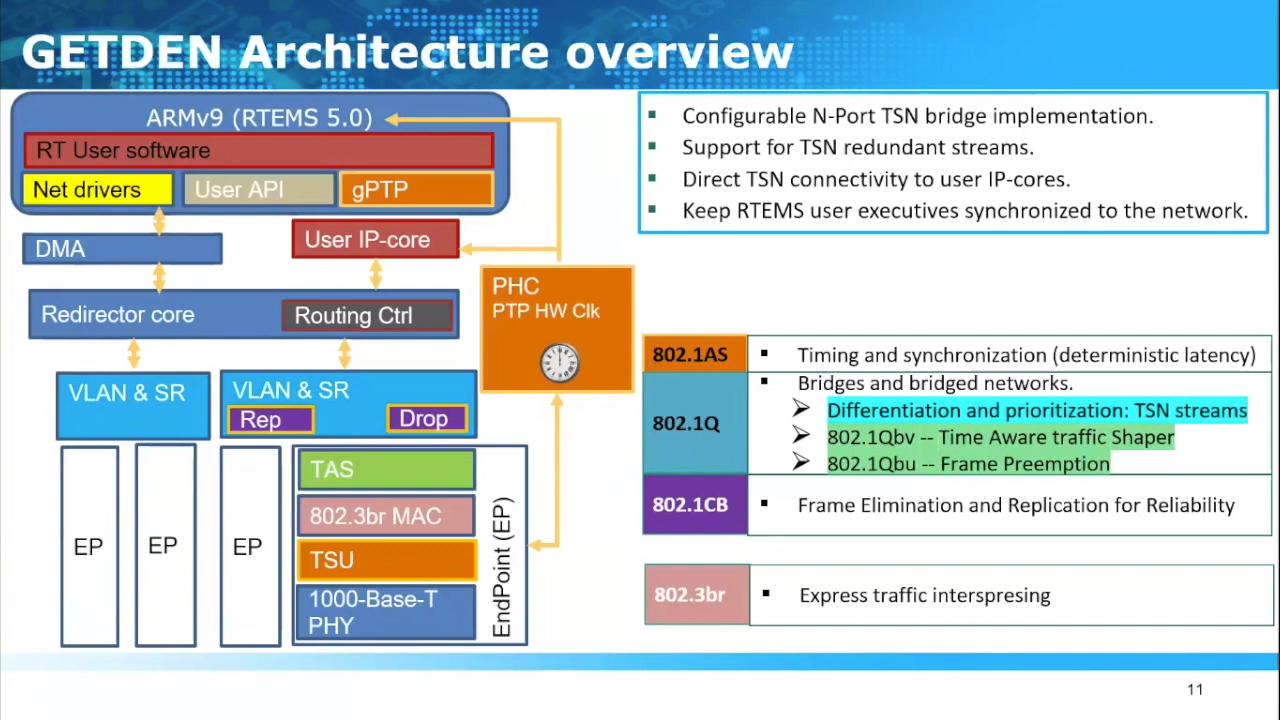 GETDEN Architecture overview
ARMv9 (RTEMS 5.0)
RT User software
Net drivers
User API
gPTP
DMA
User IP-core
Redirector core
Routing Ctrl
PHC
PTP HW Clk
VLAN & SR
VLAN & SR
Rep
Drop
EP
EP
EP
TAS
802.3br MAC
TSU
1000-Base-T
PHY
EndPoint (EP)
▪ Configurable N-Port TSN bridge implementation.
▪ Support for TSN redundant streams.
▪ Direct TSN connectivity to user IP-cores.
▪ Keep RTEMS user executives synchronized to the network.
802.1AS
▪ Timing and synchronization (deterministic latency)
802.1Q
▪ Bridges and bridged networks.
➢ Differentiation and prioritization: TSN streams
➢ 802.1Qbv -- Time Aware traffic Shaper
➢ 802.1Qbu -- Frame Preemption
802.1CB
▪ Frame Elimination and Replication for Reliability
802.3br
▪ Express traffic interspresing
11